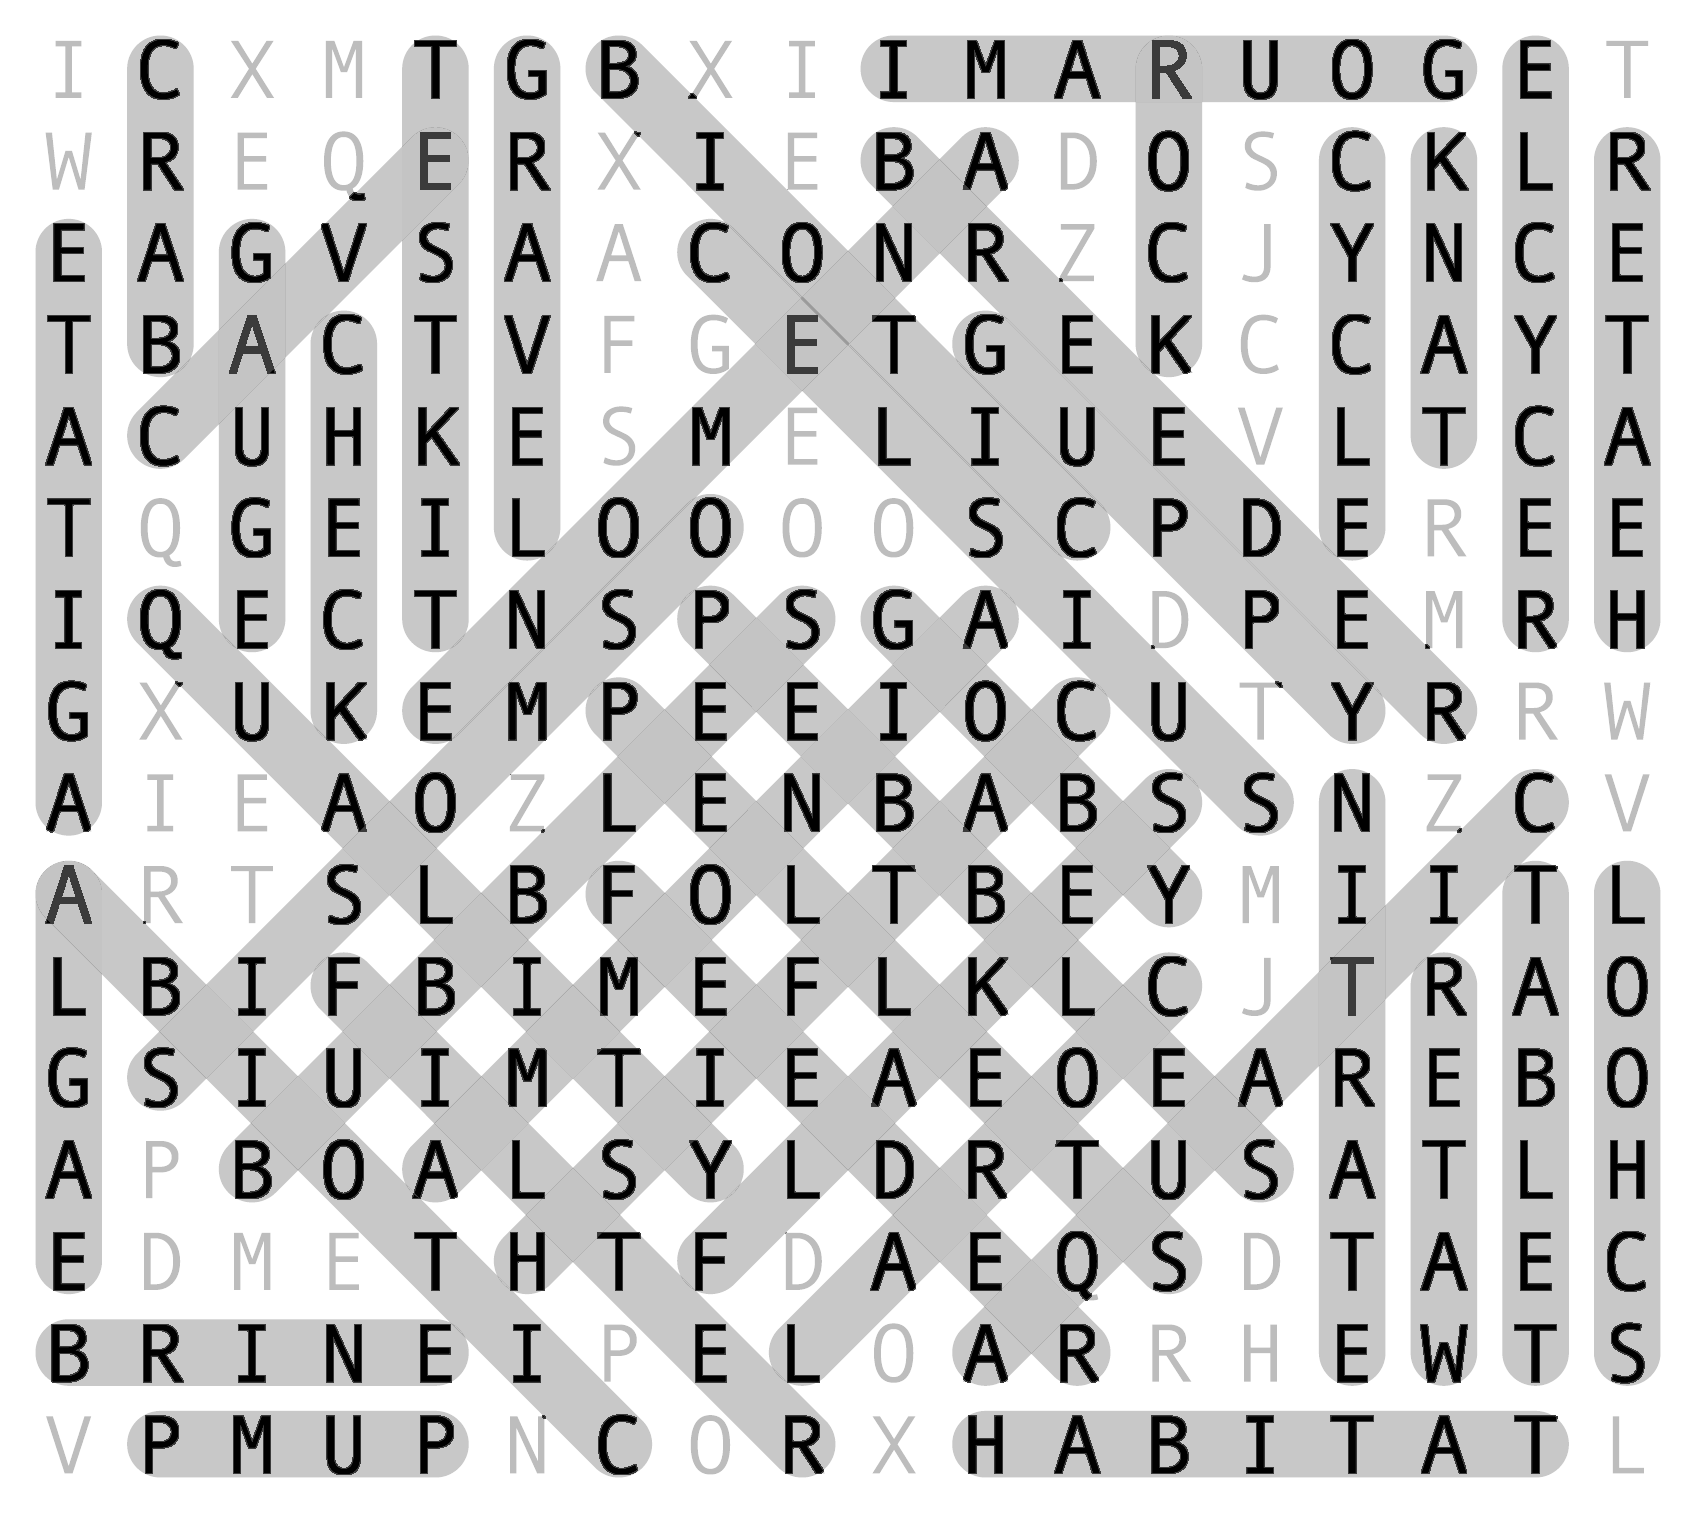 I C X M T G B X I I M A R U O G E T
W R E Q E R X I E B A D O S C K L R
E A G V S A A C O N R Z C J Y N C E
T B A C T V F G E T G E K C C A Y T
A C U H K E S M E L I U E V L T C A
T Q G E I L O O O O S C P D E R E E
I Q E C T N S P S G A I D P E M R H
G X U K E M P E E I O C U T Y R R W
A I E A O Z L E N B A B S S N Z C V
A R T S L B F O L T B E Y M I I T L
L B I F B I M E F L K L C J T R A O
G S I U I M T I E A E O E A R E B O
A P B O A L S Y L D R T U S A T L H
E D M E T H T F D A E Q S D T A E C
B R I N E I P E L O A R R H E W T S
V P M U P N C O R X H A B I T A T L